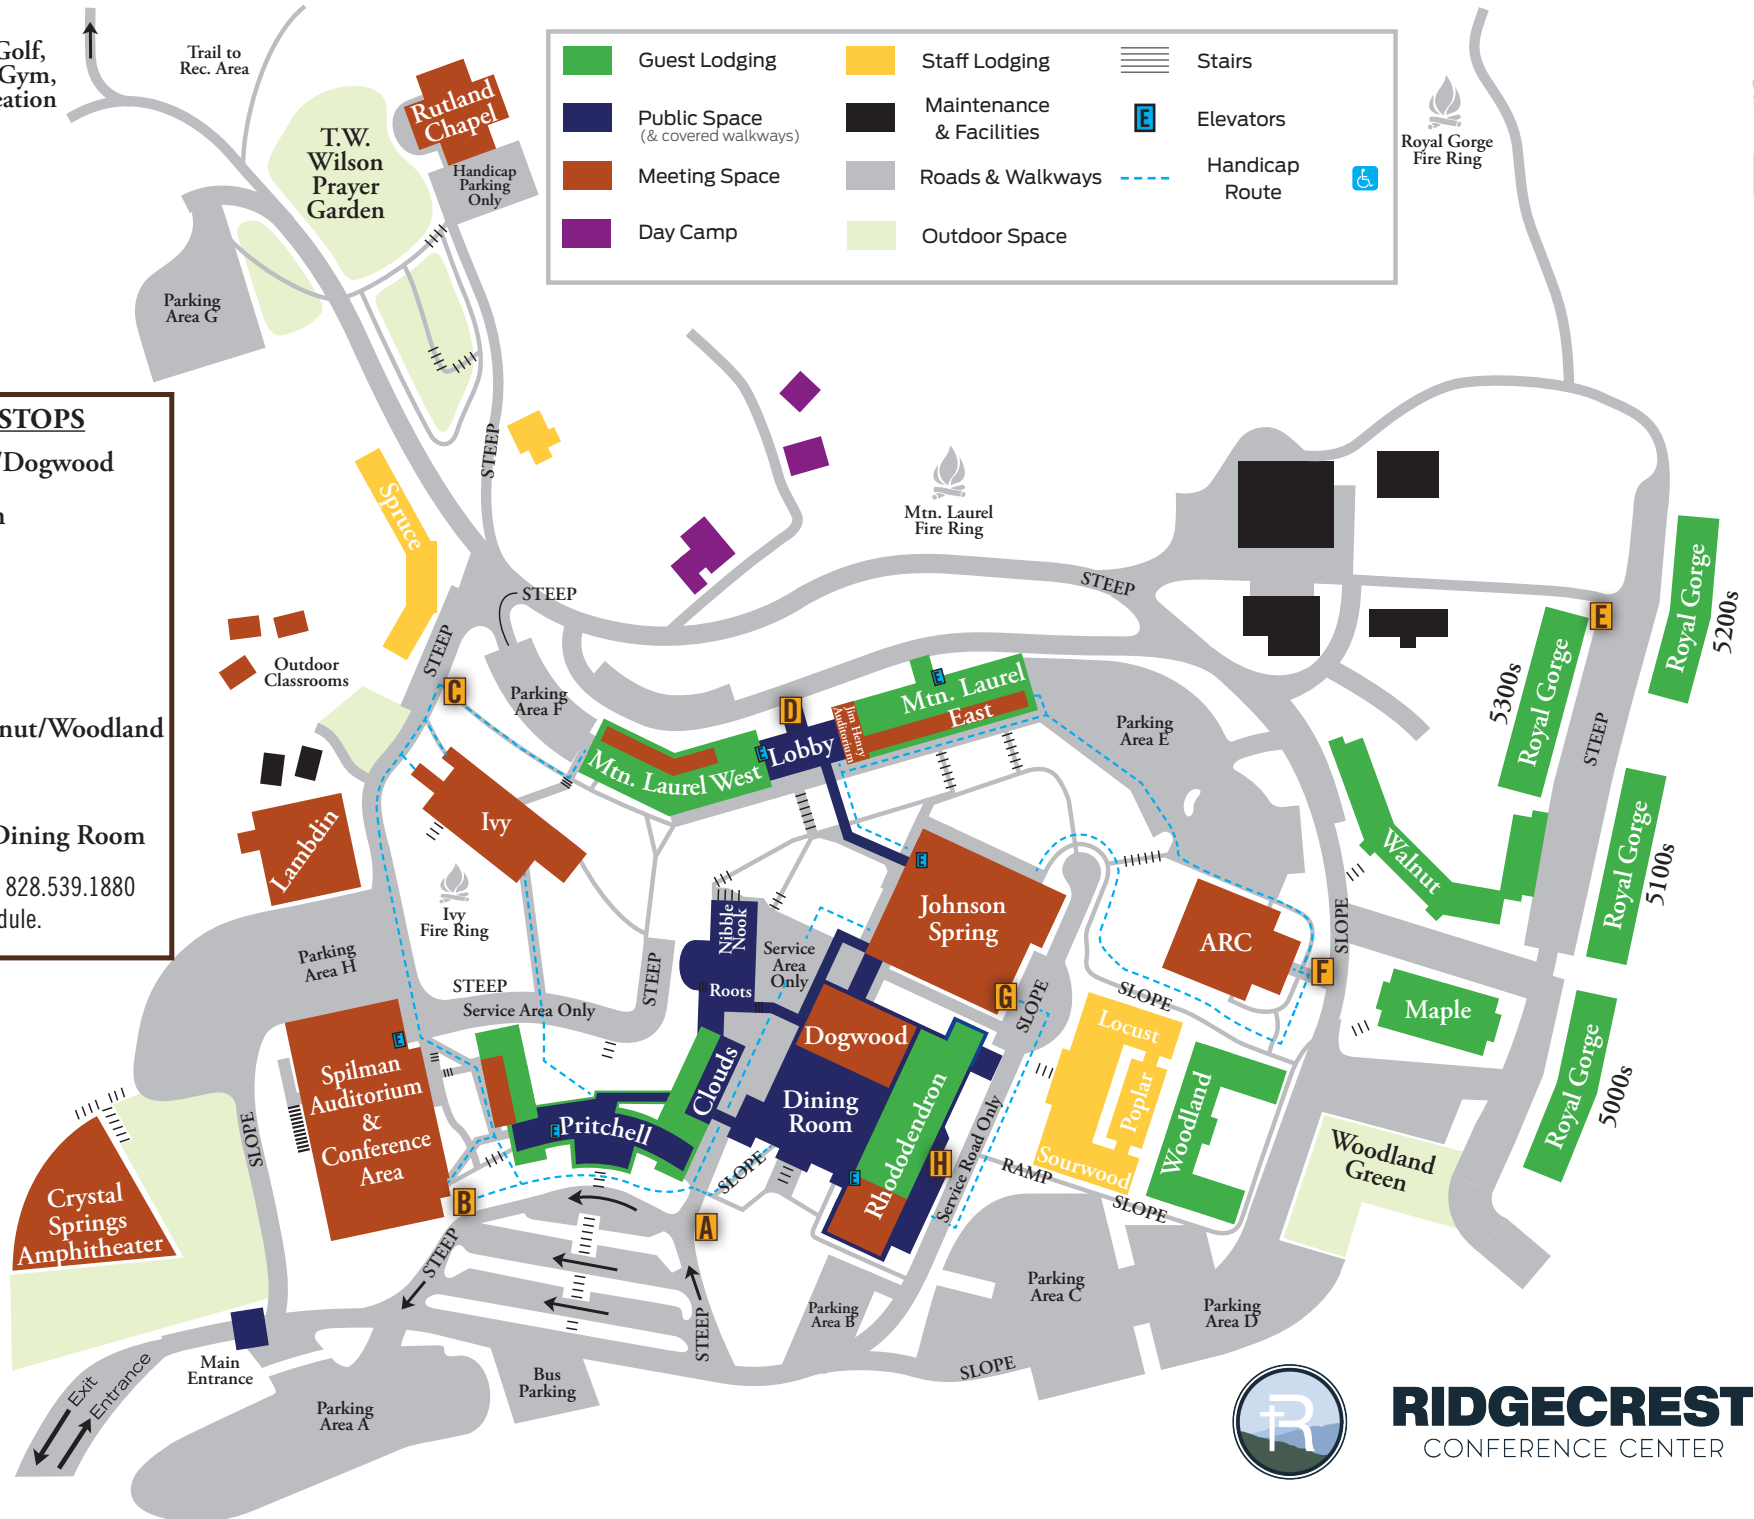 Golf,
Gym,
eation
Trail to
Rec. Area
T.W.
Wilson
Prayer
Garden
Rutland
Chapel
Handicap
Parking
Only
Parking
Area G
Guest Lodging
Public Space
(& covered walkways)
Meeting Space
Day Camp
Staff Lodging
Maintenance
& Facilities
Roads & Walkways
Outdoor Space
Stairs
E
Elevators
Handicap
Route
Royal Gorge
Fire Ring
STOPS
/Dogwood
n
nut/Woodland
Dining Room
828.539.1880
dule.
STEEP
Spruce
STEEP
STEEP
Outdoor
Classrooms
C
Parking
Area F
Mtn. Laurel
Fire Ring
STEEP
D
E
Lobby
Jim Henry
Auditorium
E
Mtn. Laurel
East
Mtn. Laurel West
Parking
Area E
E
Royal Gorge
5200s
Royal Gorge
5300s
STEEP
Royal Gorge
5100s
Royal Gorge
5000s
Walnut
Maple
Lambdin
Ivy
Ivy
Fire Ring
Parking
Area H
STEEP
Service Area Only
STEEP
Nibble
Nook
Roots
Service
Area
Only
E
Johnson
Spring
G
SLOPE
ARC
F
SLOPE
SLOPE
Dogwood
Dining
Room
Clouds
Rhododendron
E
H
Service Road Only
Locust
Poplar
Sourwood
Woodland
RAMP
SLOPE
Woodland
Green
E
Spilman
Auditorium
&
Conference
Area
E
Pritchell
B
A
SLOPE
SLOPE
Crystal
Springs
Amphitheater
STEEP
STEEP
Main
Entrance
Exit
Entrance
Parking
Area A
Bus
Parking
Parking
Area B
Parking
Area C
Parking
Area D
SLOPE
R
RIDGECREST
CONFERENCE CENTER